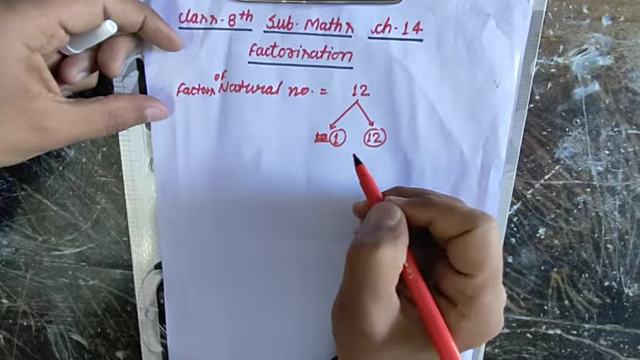 Class-8th Sub-Maths Ch-14
Factorisation
Factors of Natural no. = 12
1 12